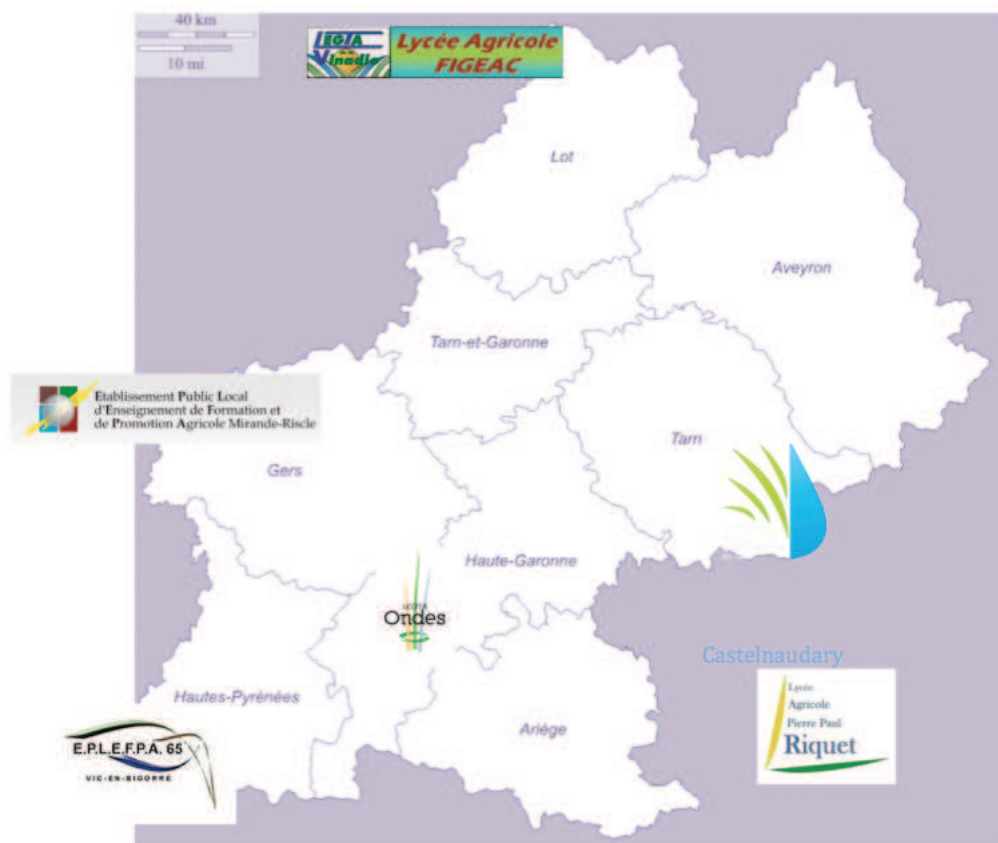 40 km
10 mi
LEGTA
Vinadie
Lycée Agricole
FIGEAC
Lot
Aveyron
Tarn-et-Garonne
Etablissement Public Local
d'Enseignement de Formation et
de Promotion Agricole Mirande-Riscle
Tarn
Gers
Haute-Garonne
Ondes
Castelnaudary
Hautes-Pyrénées
Lycée
Agricole
Pierre Paul
Riquet
Ariège
E.P.L.E.F.P.A. 65
VIC-EN-BIGORRE